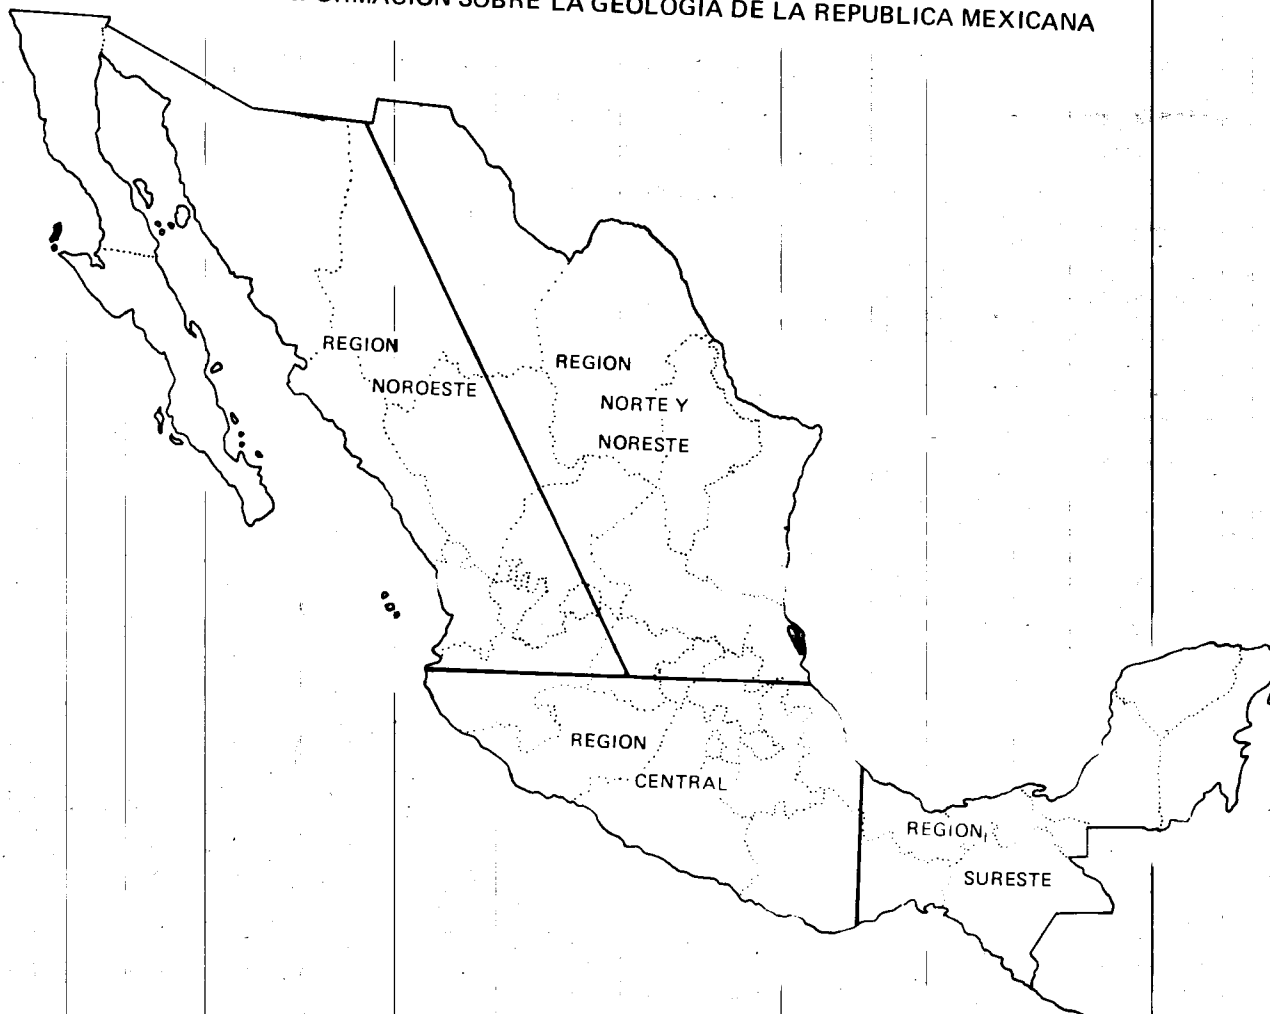 SOBRE LA GEOLOGIA DE LA REPUBLICA MEXICANA
REGION
NOROESTE
REGION
NORTE Y
NORESTE
REGION
CENTRAL
REGION
SURESTE